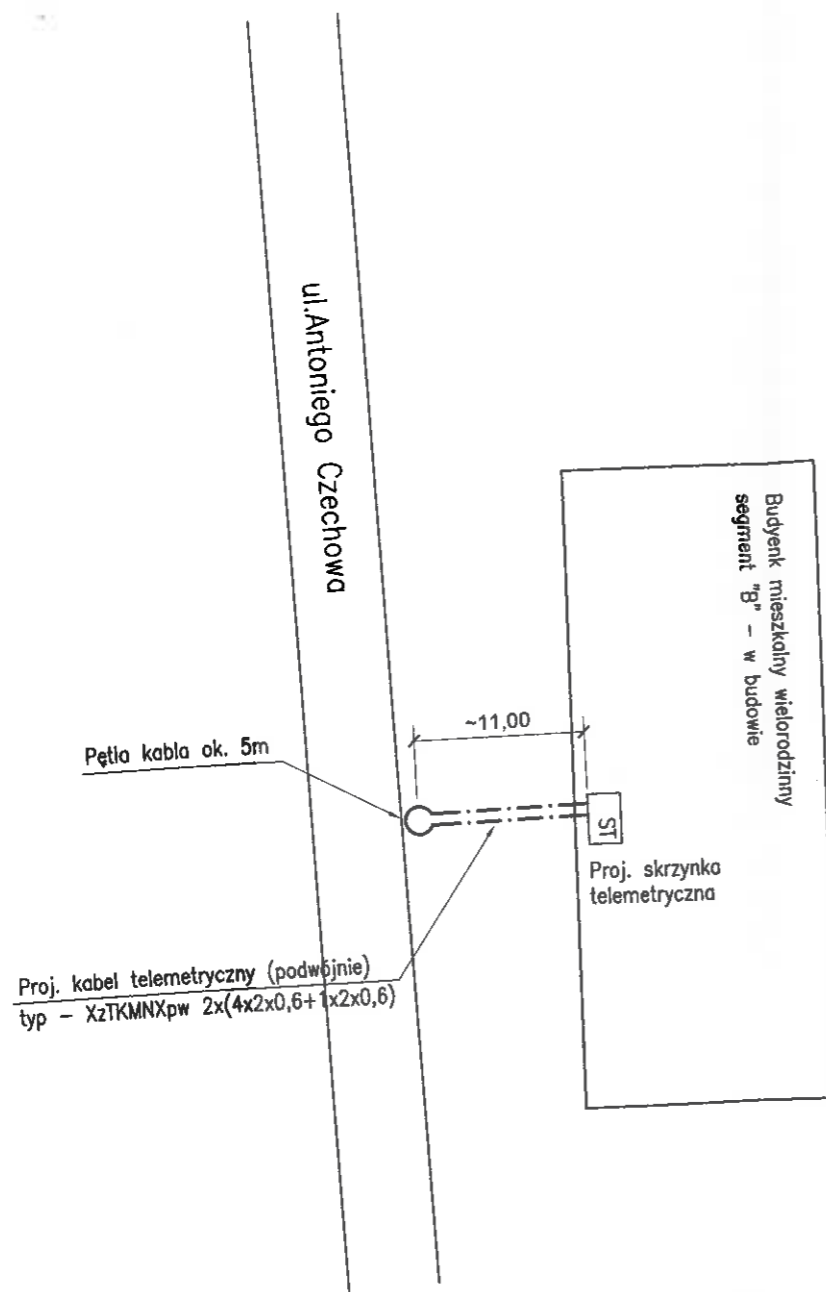 ul.Antoniego Czechowa
Budyenk mieszkalny wielorodzinny
segment "B" - w budowie
~11,00
Pętla kabla ok. 5m
ST
Proj. skrzynka
telemetryczna
Proj. kabel telemetryczny (podwójnie)
typ - XzTKMNXpw 2x(4x2x0,6+1x2x0,6)